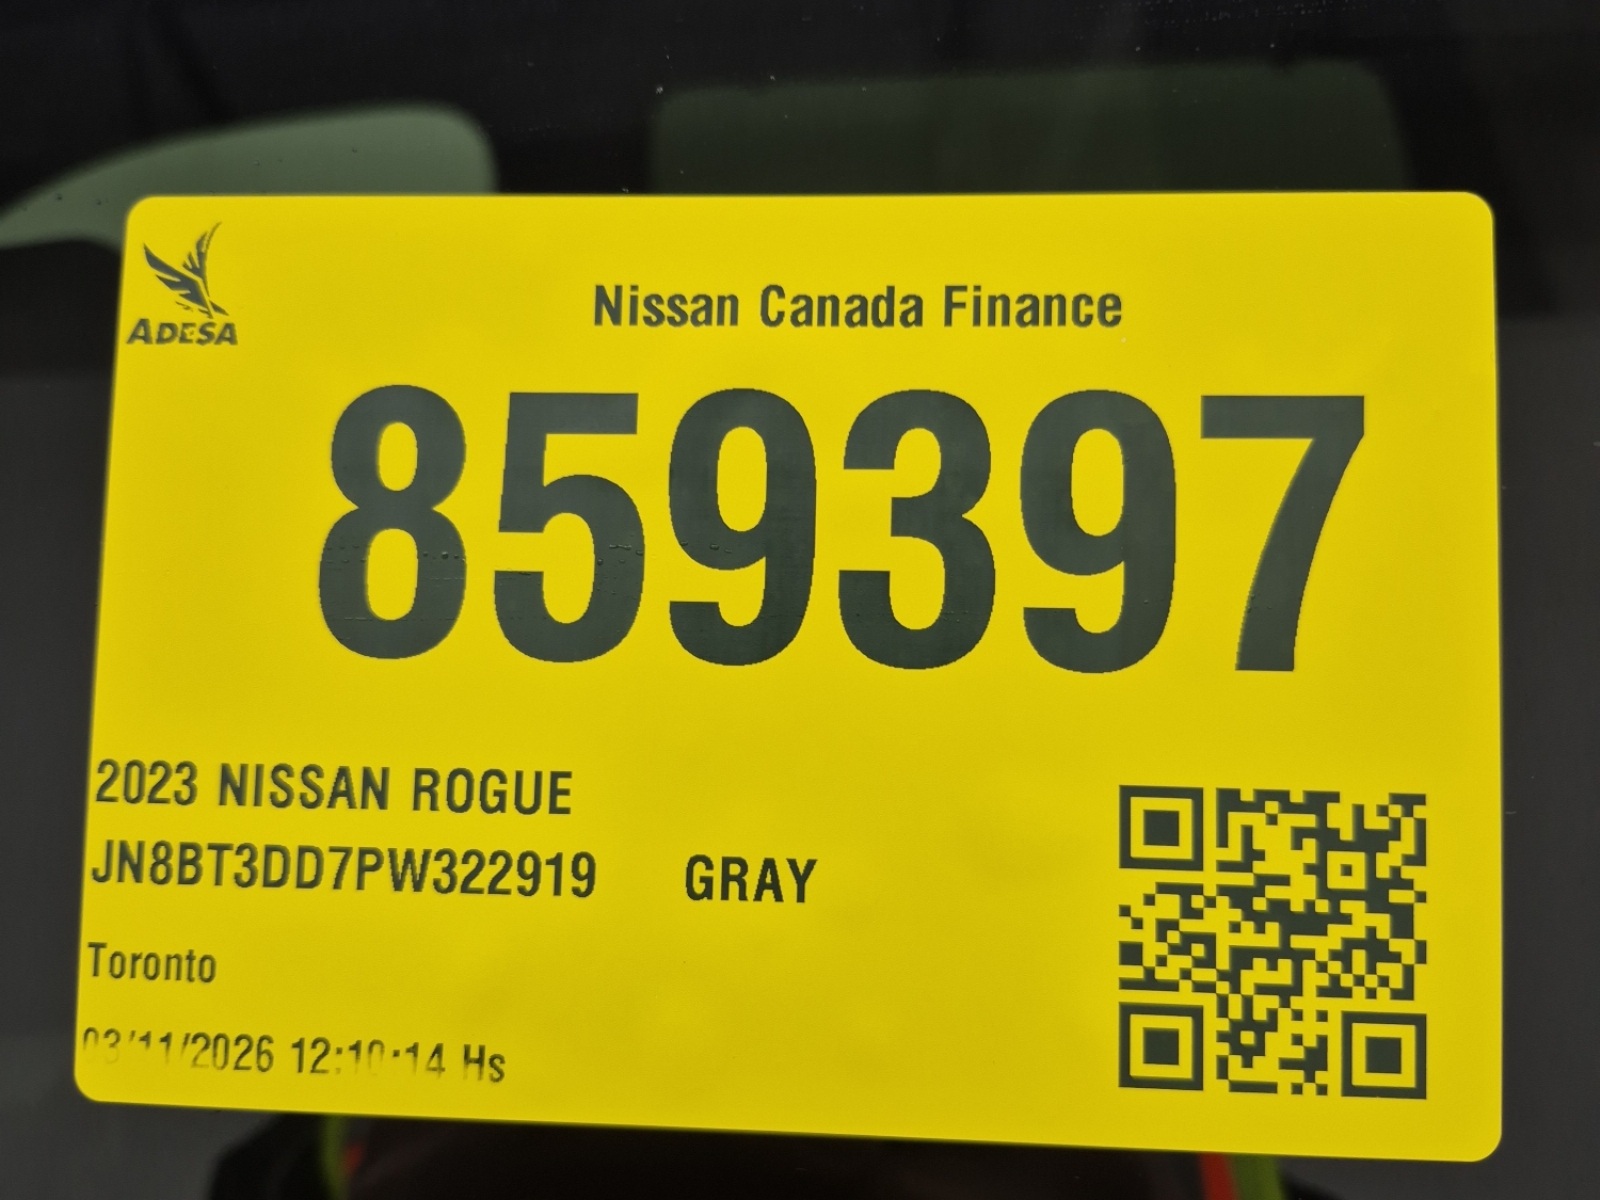 ADESA
Nissan Canada Finance
859397
2023 NISSAN ROGUE
JN8BT3DD7PW322919 GRAY
Toronto
03/11/2026 12:10:14 Hs